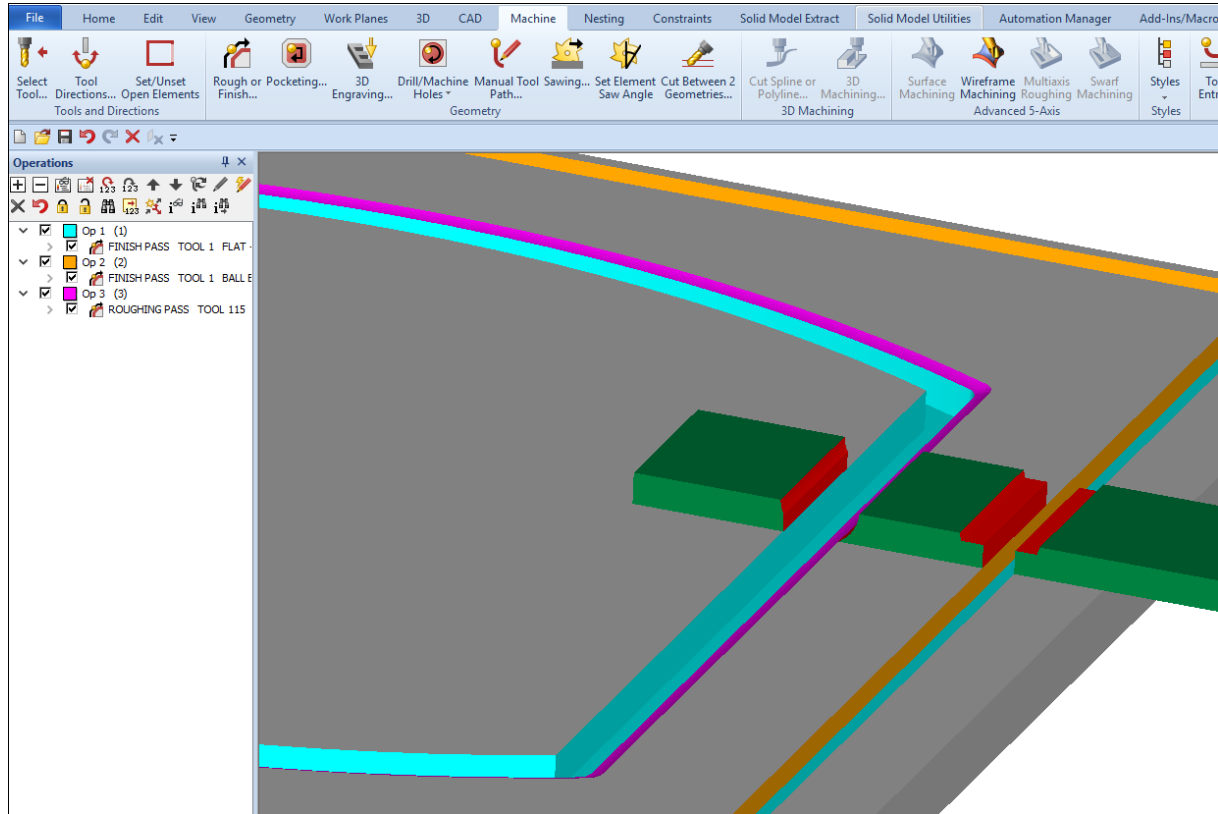 File Home Edit View Geometry Work Planes 3D CAD Machine Nesting Constraints Solid Model Extract Solid Model Utilities Automation Manager Add-Ins/Macro
Select Tool Set/Unset Rough or Pocketing... 3D Drill/Machine Manual Tool Sawing... Set Element Cut Between 2 Cut Spline or 3D Surface Wireframe Multiaxis Swarf Styles
Tool... Directions... Open Elements Finish... Engraving... Holes Path... Saw Angle Geometries... Polyline... Machining... Machining Machining Roughing Machining
Tools and Directions Geometry 3D Machining Advanced 5-Axis Styles
Operations
123 123
123
Op 1 (1)
FINISH PASS TOOL 1 FLAT -
Op 2 (2)
FINISH PASS TOOL 1 BALL
Op 3 (3)
ROUGHING PASS TOOL 115